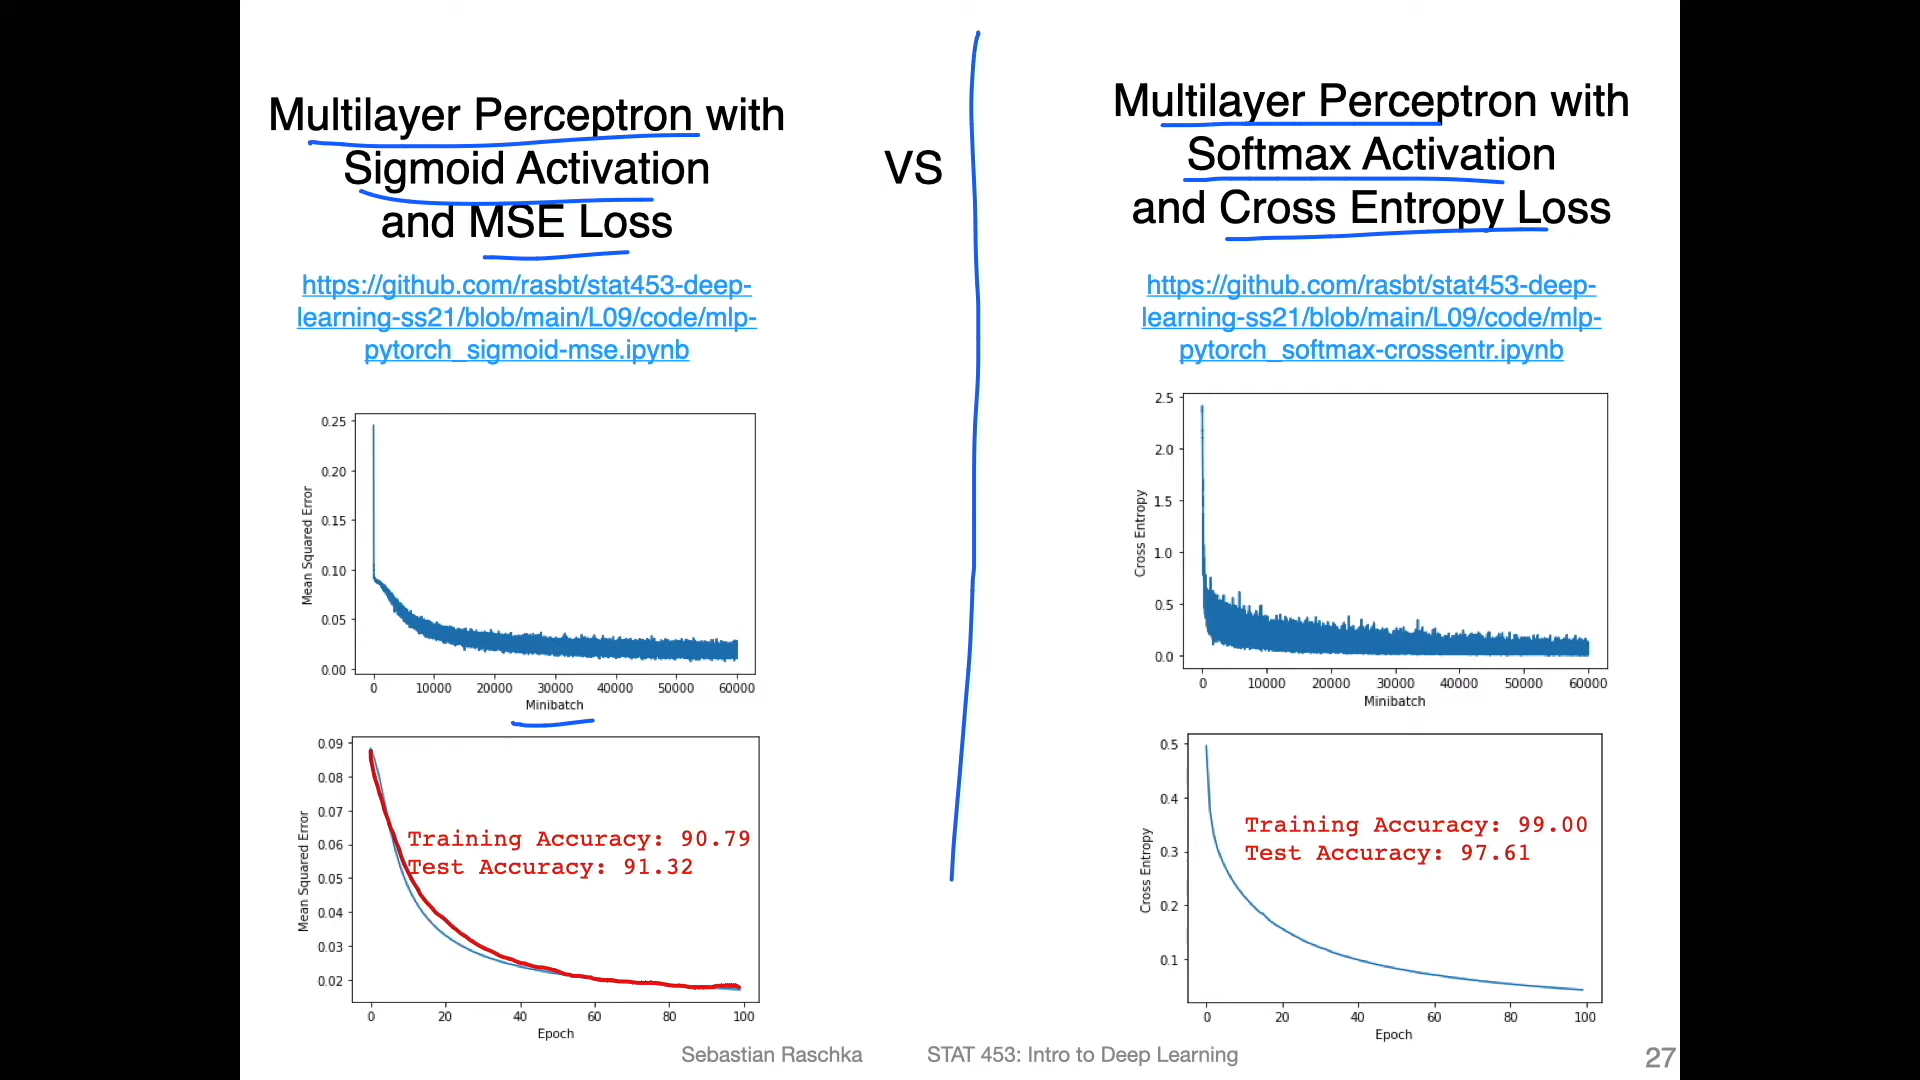 Multilayer Perceptron with
Sigmoid Activation
and MSE Loss
https://github.com/rasbt/stat453-deep-
learning-ss21/blob/main/L09/code/mlp-
pytorch_sigmoid-mse.ipynb
VS
Multilayer Perceptron with
Softmax Activation
and Cross Entropy Loss
https://github.com/rasbt/stat453-deep-
learning-ss21/blob/main/L09/code/mlp-
pytorch_softmax-crossentr.ipynb
Mean Squared Error
0.25
0.20
0.15
0.10
0.05
0.00
0 10000 20000 30000 40000 50000 60000
Minibatch
Cross Entropy
2.5
2.0
1.5
1.0
0.5
0.0
0 10000 20000 30000 40000 50000 60000
Minibatch
Mean Squared Error
0.09
0.08
0.07
0.06
0.05
0.04
0.03
0.02
Training Accuracy: 90.79
Test Accuracy: 91.32
0 20 40 60 80 100
Epoch
Cross Entropy
0.5
0.4
0.3
0.2
0.1
Training Accuracy: 99.00
Test Accuracy: 97.61
0 20 40 60 80 100
Epoch
Sebastian Raschka STAT 453: Intro to Deep Learning 27